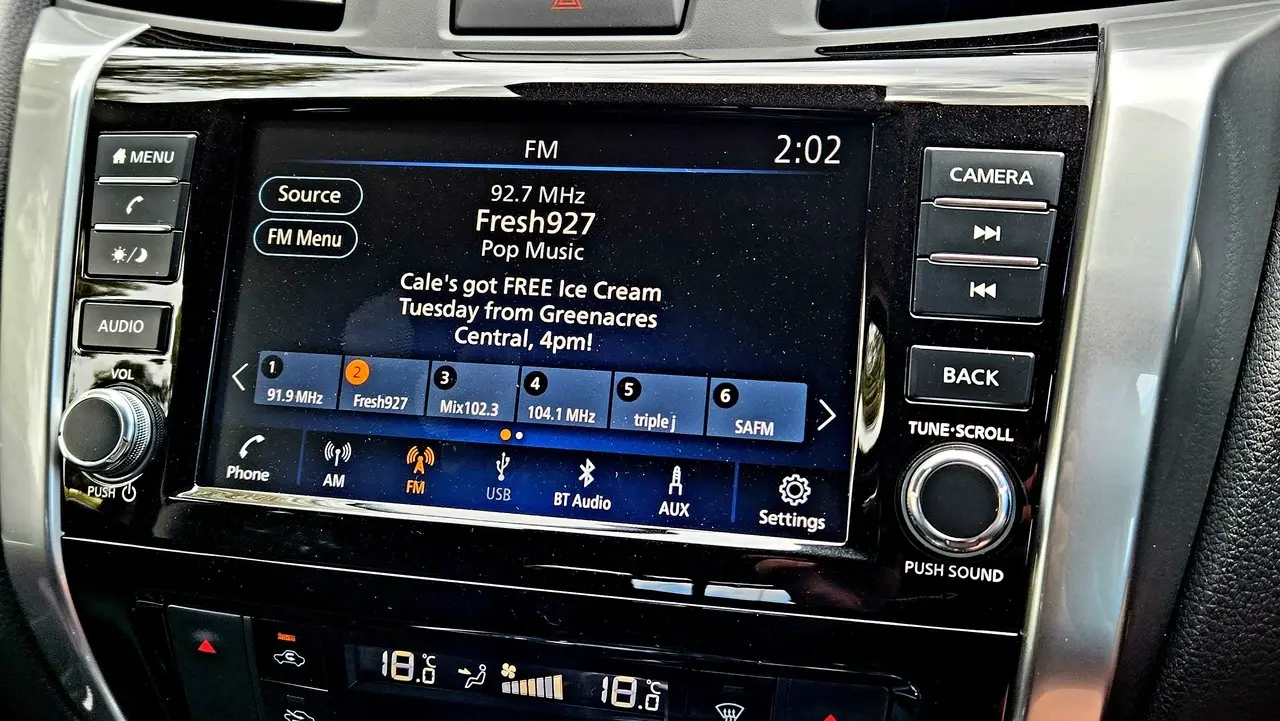 FM
2:02
MENU
Source
FM Menu
92.7 MHz
Fresh927
Pop Music
Cale's got FREE Ice Cream
Tuesday from Greenacres
Central, 4pm!
1
91.9 MHz
2
Fresh927
3
Mix102.3
4
104.1 MHz
5
triple j
6
SAFM
Phone
AM
FM
USB
BT Audio
AUX
Settings
AUDIO
VOL
PUSH
CAMERA
BACK
TUNE·SCROLL
PUSH SOUND
18.0°C
18.0°C